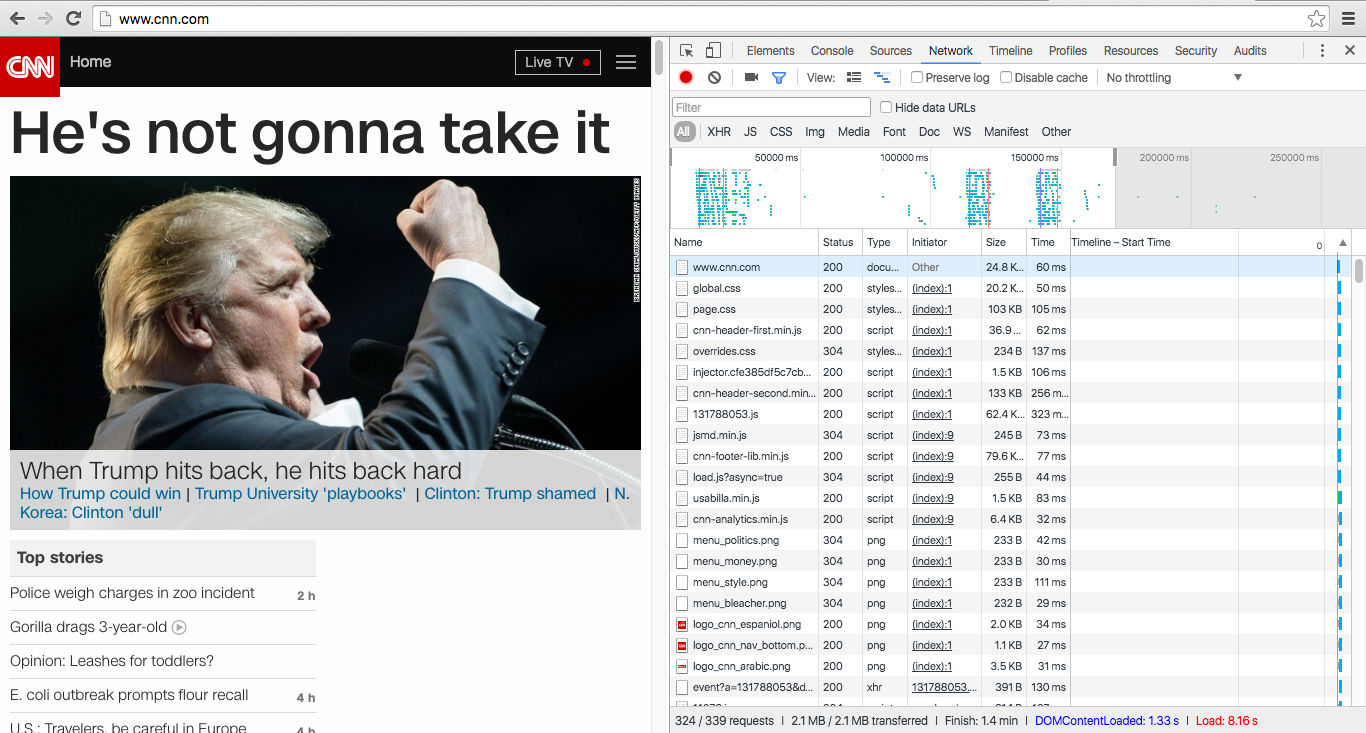 www.cnn.com
CNN
Home
Live TV
He's not gonna take it
When Trump hits back, he hits back hard
How Trump could win | Trump University 'playbooks' | Clinton: Trump shamed | N.
Korea: Clinton 'dull'
Top stories
Police weigh charges in zoo incident 2 h
Gorilla drags 3-year-old
Opinion: Leashes for toddlers?
E. coli outbreak prompts flour recall 4 h
U.S.: Travelers, be careful in Europe 4 h
Elements Console Sources Network Timeline Profiles Resources Security Audits
View: Preserve log Disable cache No throttling
Filter Hide data URLs
All XHR JS CSS Img Media Font Doc WS Manifest Other
50000 ms 100000 ms 150000 ms 200000 ms 250000 ms
Name Status Type Initiator Size Time Timeline – Start Time 0
www.cnn.com 200 docu... Other 24.8 K... 60 ms
global.css 200 styles... (index):1 20.2 K... 50 ms
page.css 200 styles... (index):1 103 KB 105 ms
cnn-header-first.min.js 200 script (index):1 36.9 ... 62 ms
overrides.css 304 styles... (index):1 234 B 137 ms
injector.cfe385df5c7cb... 200 script (index):1 1.5 KB 106 ms
cnn-header-second.min... 200 script (index):1 133 KB 256 m...
131788053.js 200 script (index):1 62.4 K... 323 m...
jsmd.min.js 304 script (index):9 245 B 73 ms
cnn-footer-lib.min.js 200 script (index):9 79.6 K... 77 ms
load.js?async=true 304 script (index):9 255 B 44 ms
usabilla.min.js 200 script (index):9 1.5 KB 83 ms
cnn-analytics.min.js 200 script (index):9 6.4 KB 32 ms
menu_politics.png 304 png (index):1 233 B 42 ms
menu_money.png 304 png (index):1 233 B 30 ms
menu_style.png 304 png (index):1 233 B 111 ms
menu_bleacher.png 304 png (index):1 232 B 29 ms
logo_cnn_espaniol.png 200 png (index):1 2.0 KB 34 ms
logo_cnn_nav_bottom.p... 200 png (index):1 1.1 KB 27 ms
logo_cnn_arabic.png 200 png (index):1 3.5 KB 31 ms
event?a=131788053&d... 200 xhr 131788053.... 391 B 130 ms
324 / 339 requests | 2.1 MB / 2.1 MB transferred | Finish: 1.4 min | DOMContentLoaded: 1.33 s | Load: 8.16 s